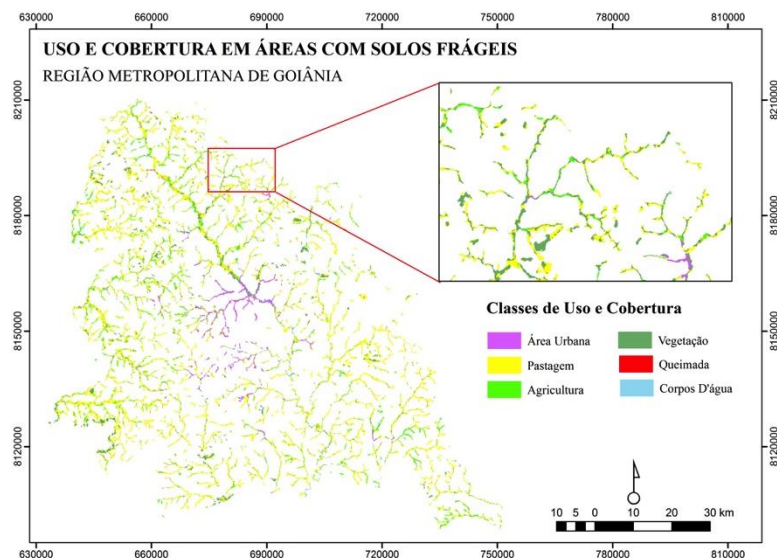 630000 660000 690000 720000 750000 780000 810000
USO E COBERTURA EM ÁREAS COM SOLOS FRÁGEIS
REGIÃO METROPOLITANA DE GOIÂNIA
8210000 8210000
8180000 8180000
8150000 8150000
8120000 8120000
Classes de Uso e Cobertura
Área Urbana Vegetação
Pastagem Queimada
Agricultura Corpos D'água
10 5 0 10 20 30 km
630000 660000 690000 720000 750000 780000 810000